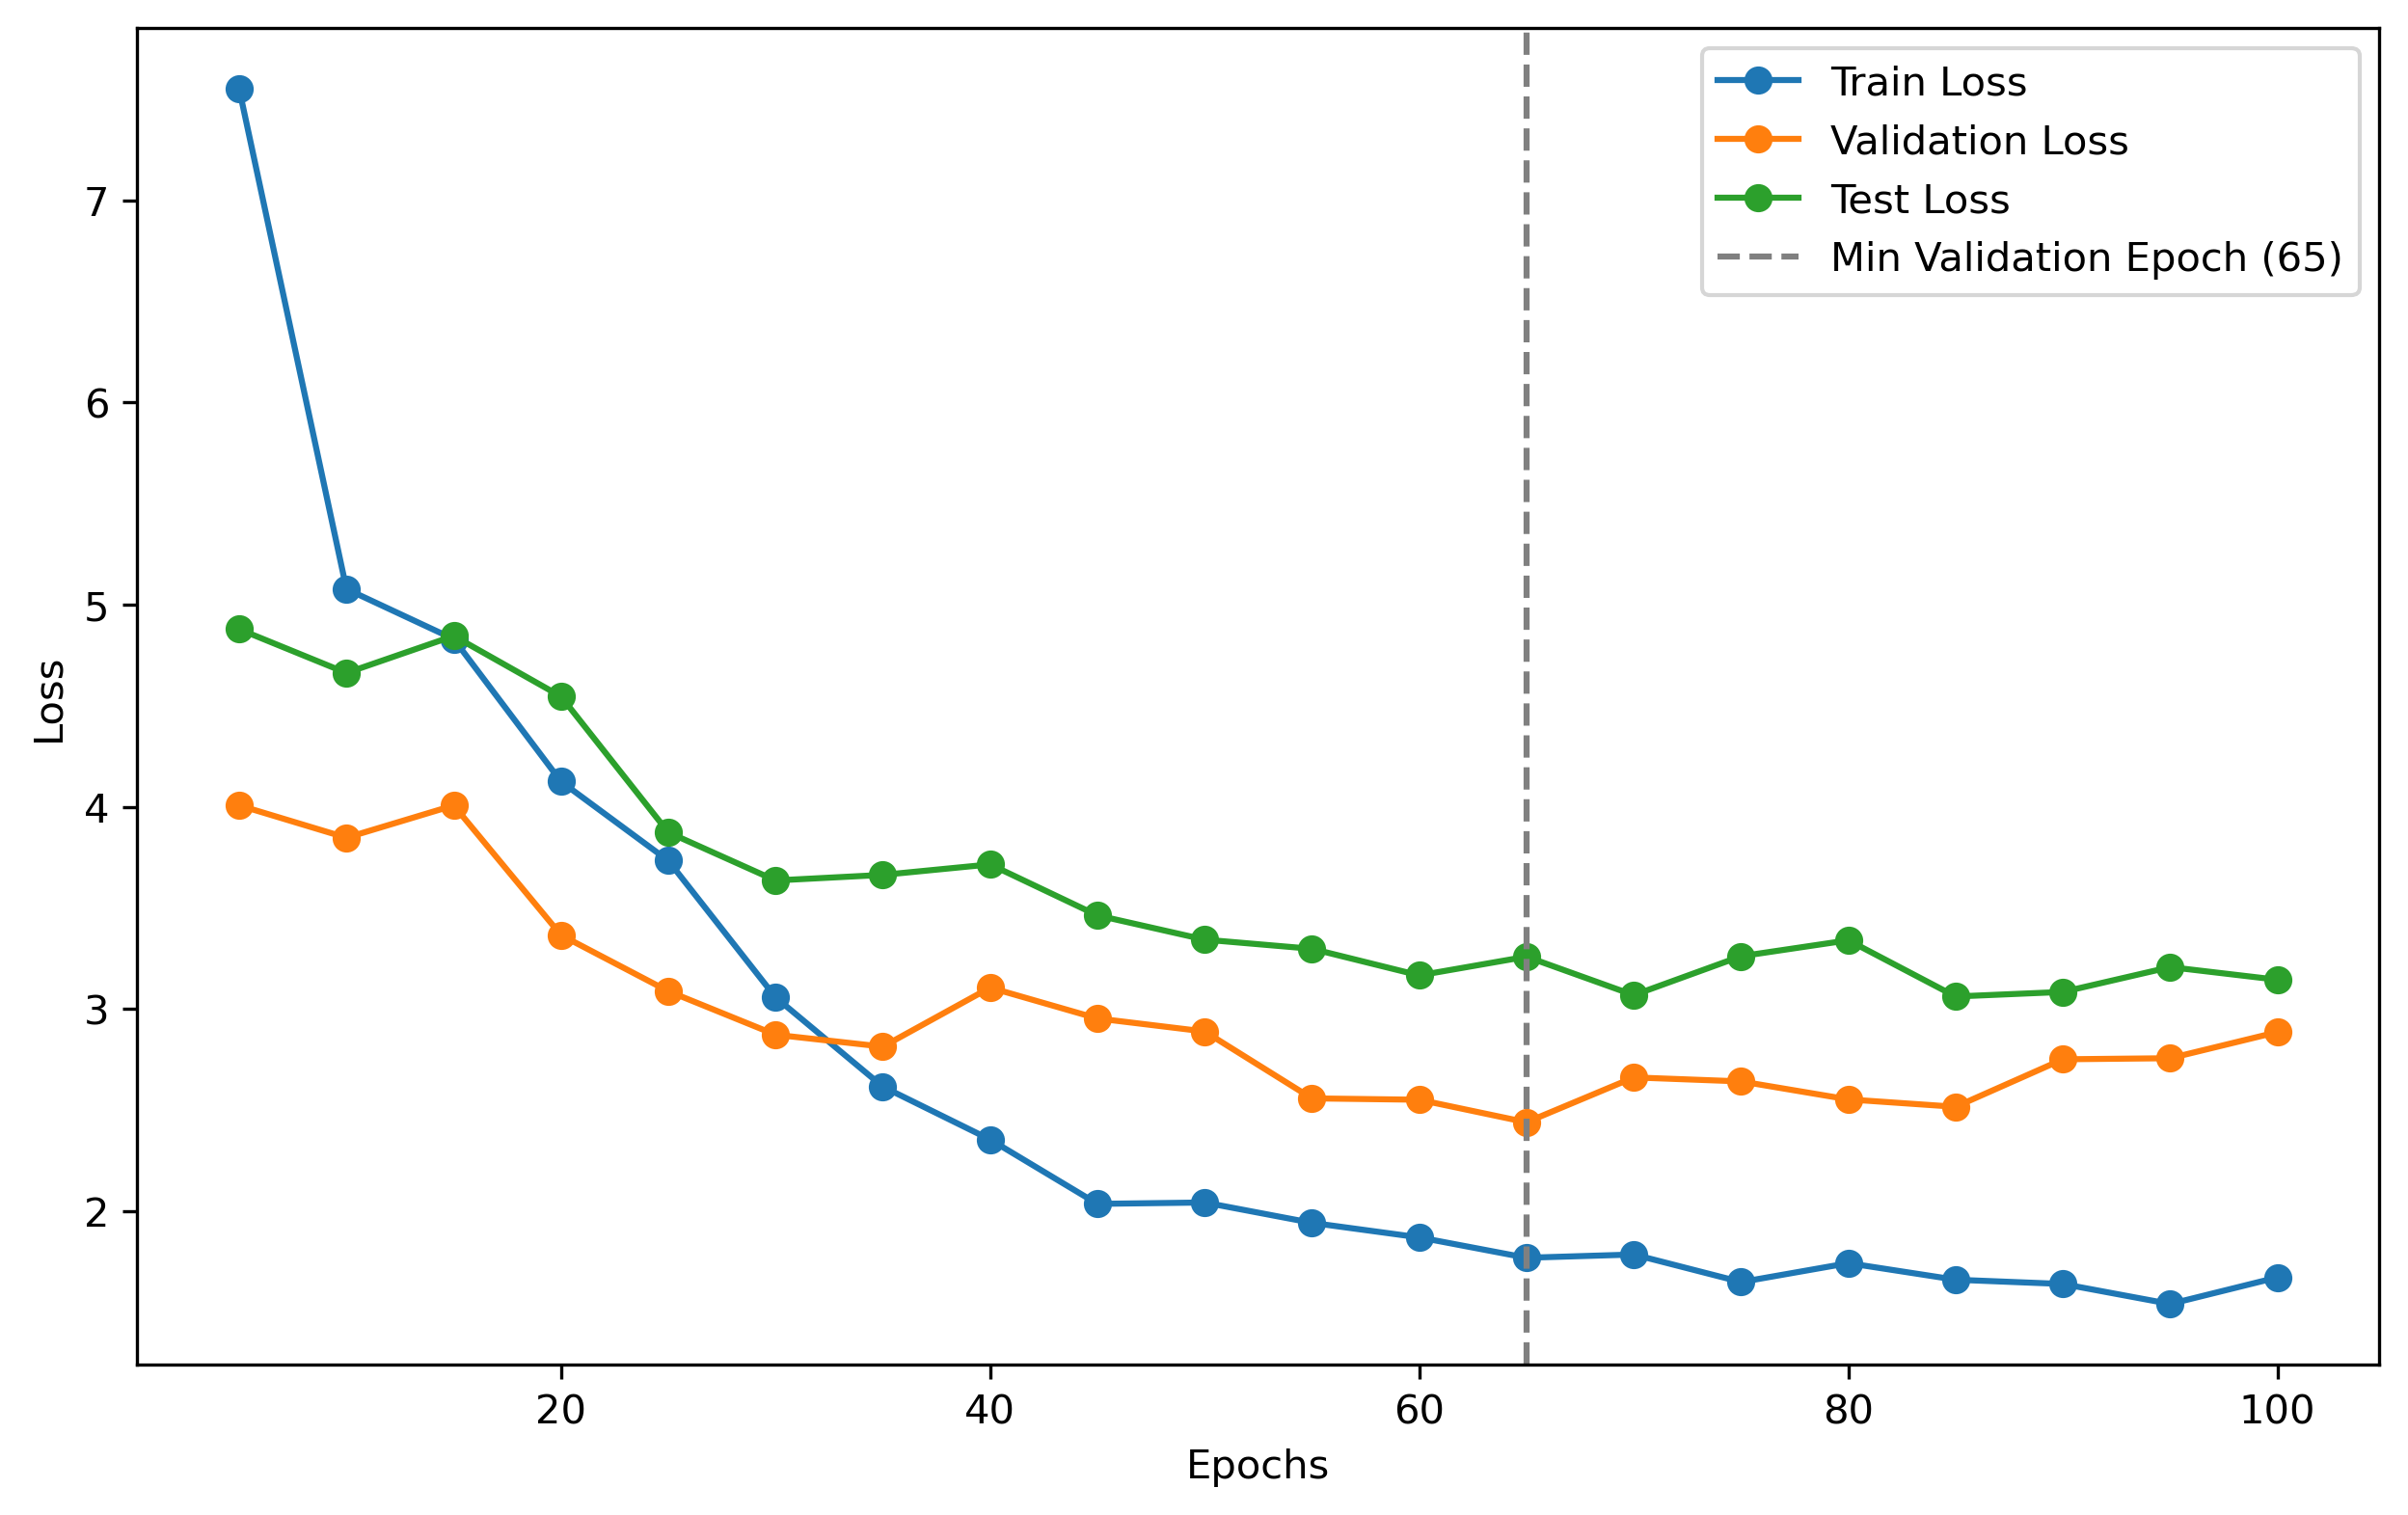 Train Loss
Validation Loss
Test Loss
Min Validation Epoch (65)
7
6
5
4
3
2
Loss
20 40 60 80 100
Epochs